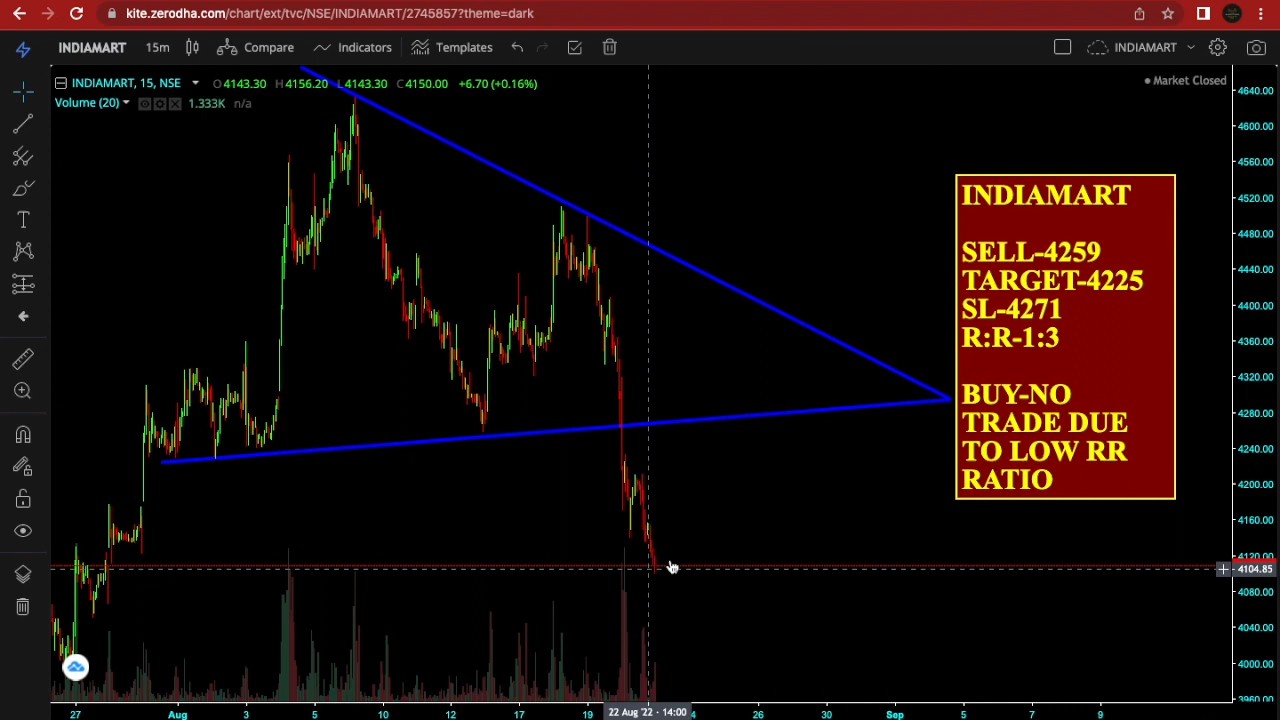 kite.zerodha.com/chart/ext/tvc/NSE/INDIAMART/2745857?theme=dark
INDIAMART 15m Compare Indicators Templates INDIAMART
INDIAMART, 15, NSE O4143.30 H4156.20 L4143.30 C4150.00 +6.70 (+0.16%)
Market Closed
Volume (20) 1.333K n/a
4640.00
4600.00
4560.00
4520.00
4480.00
4440.00
4400.00
4360.00
4320.00
4280.00
4240.00
4200.00
4160.00
4120.00
4104.85
4080.00
4040.00
4000.00
3960.00
INDIAMART
SELL-4259
TARGET-4225
SL-4271
R:R-1:3
BUY-NO
TRADE DUE
TO LOW RR
RATIO
27 Aug 3 5 10 12 17 19 22 Aug '22 - 14:00 4 26 30 Sep 5 7 9